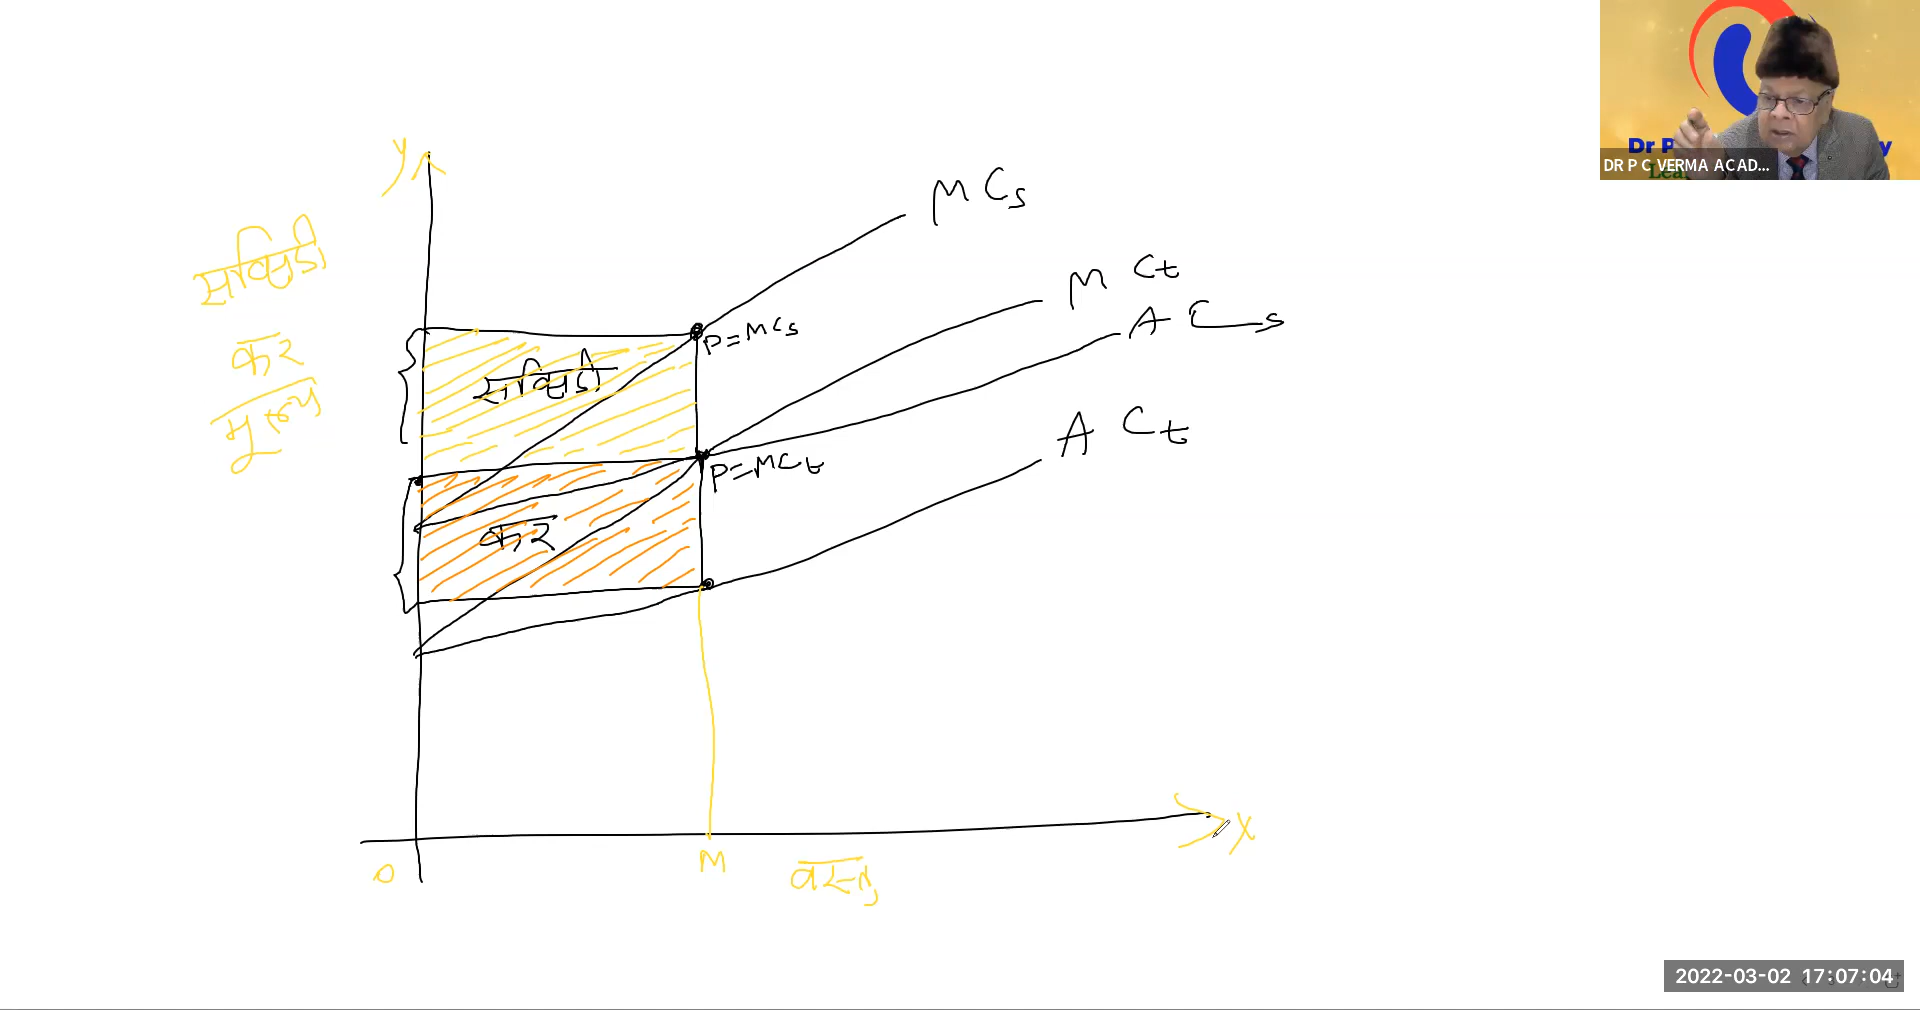 Y
MCs
MCt
ACs
ACt
सब्सिडी
कर
मूल्य
P=MCs
सब्सिडी
P=MCt
कर
X
O
M
वस्तु
DR P C VERMA ACAD...
2022-03-02 17:07:04